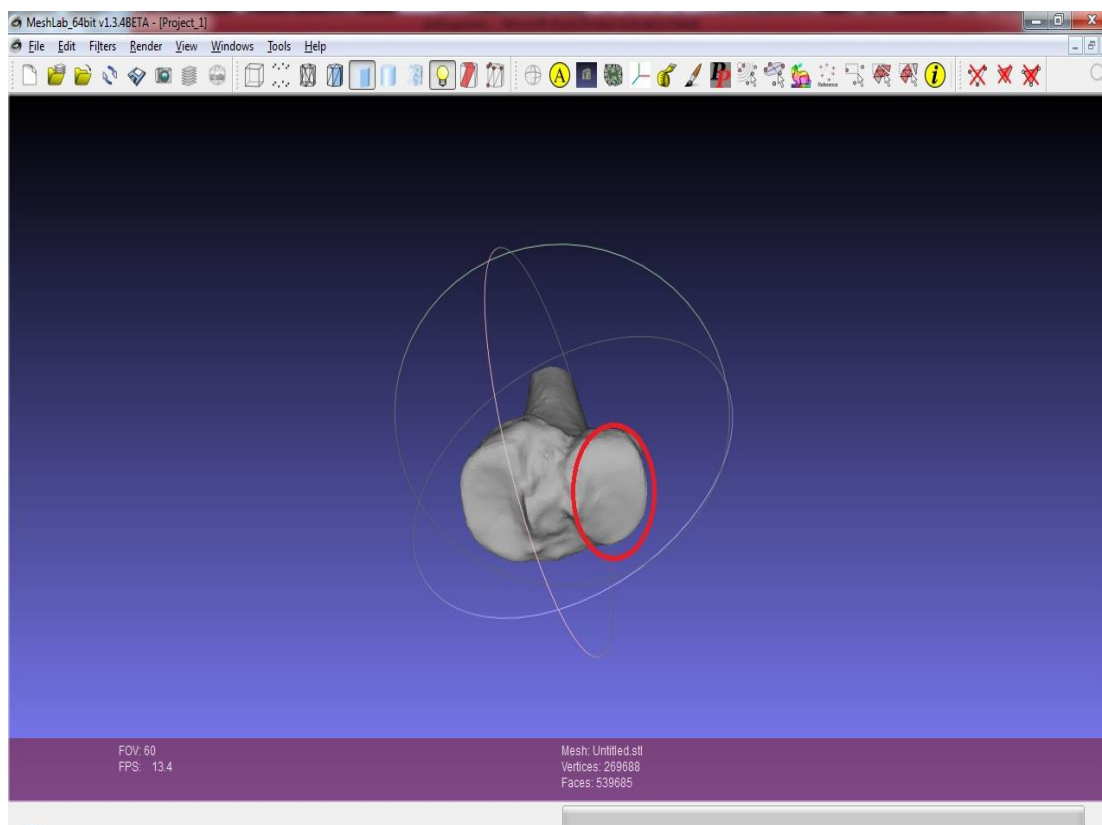 MeshLab_64bit v1.3.4BETA - [Project_1]
File Edit Filters Render View Windows Tools Help
FOV: 60
FPS: 13.4
Mesh: Untitled.stl
Vertices: 269688
Faces: 539685